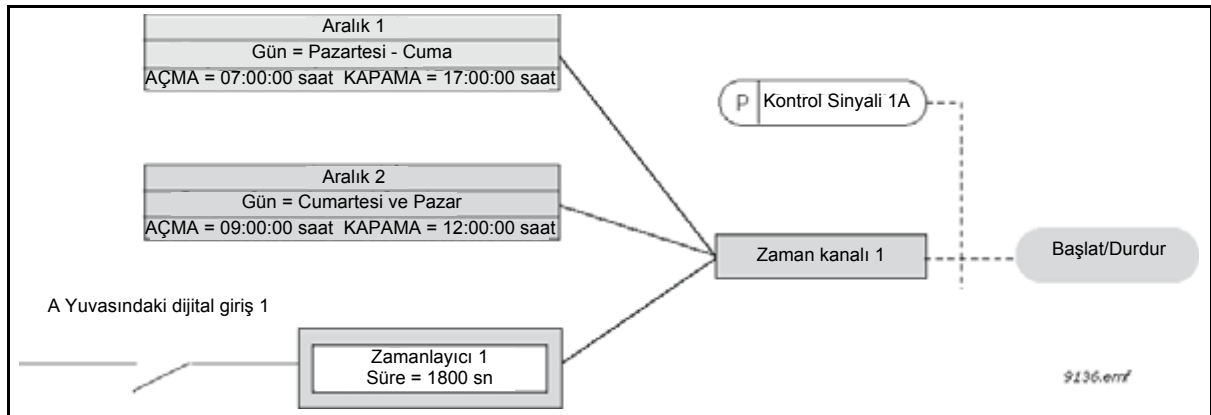 Aralık 1
Gün = Pazartesi - Cuma
AÇMA = 07:00:00 saat KAPAMA = 17:00:00 saat
P Kontrol Sinyali 1A
Aralık 2
Gün = Cumartesi ve Pazar
AÇMA = 09:00:00 saat KAPAMA = 12:00:00 saat
Zaman kanalı 1
Başlat/Durdur
A Yuvasındaki dijital giriş 1
Zamanlayıcı 1
Süre = 1800 sn
9136.emf